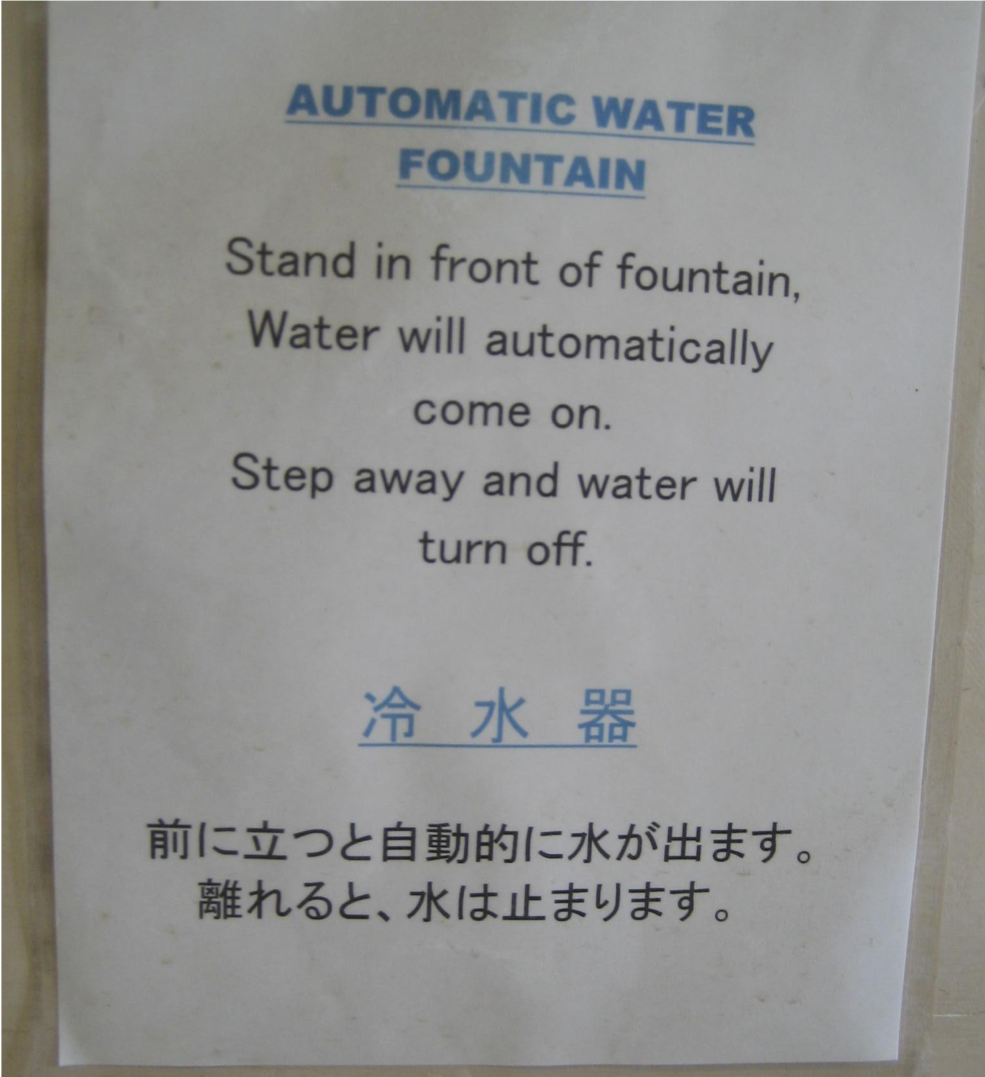 AUTOMATIC WATER
FOUNTAIN
Stand in front of fountain,
Water will automatically
come on.
Step away and water will
turn off.
冷 水 器
前に立つと自動的に水が出ます。
離れると、水は止まります。